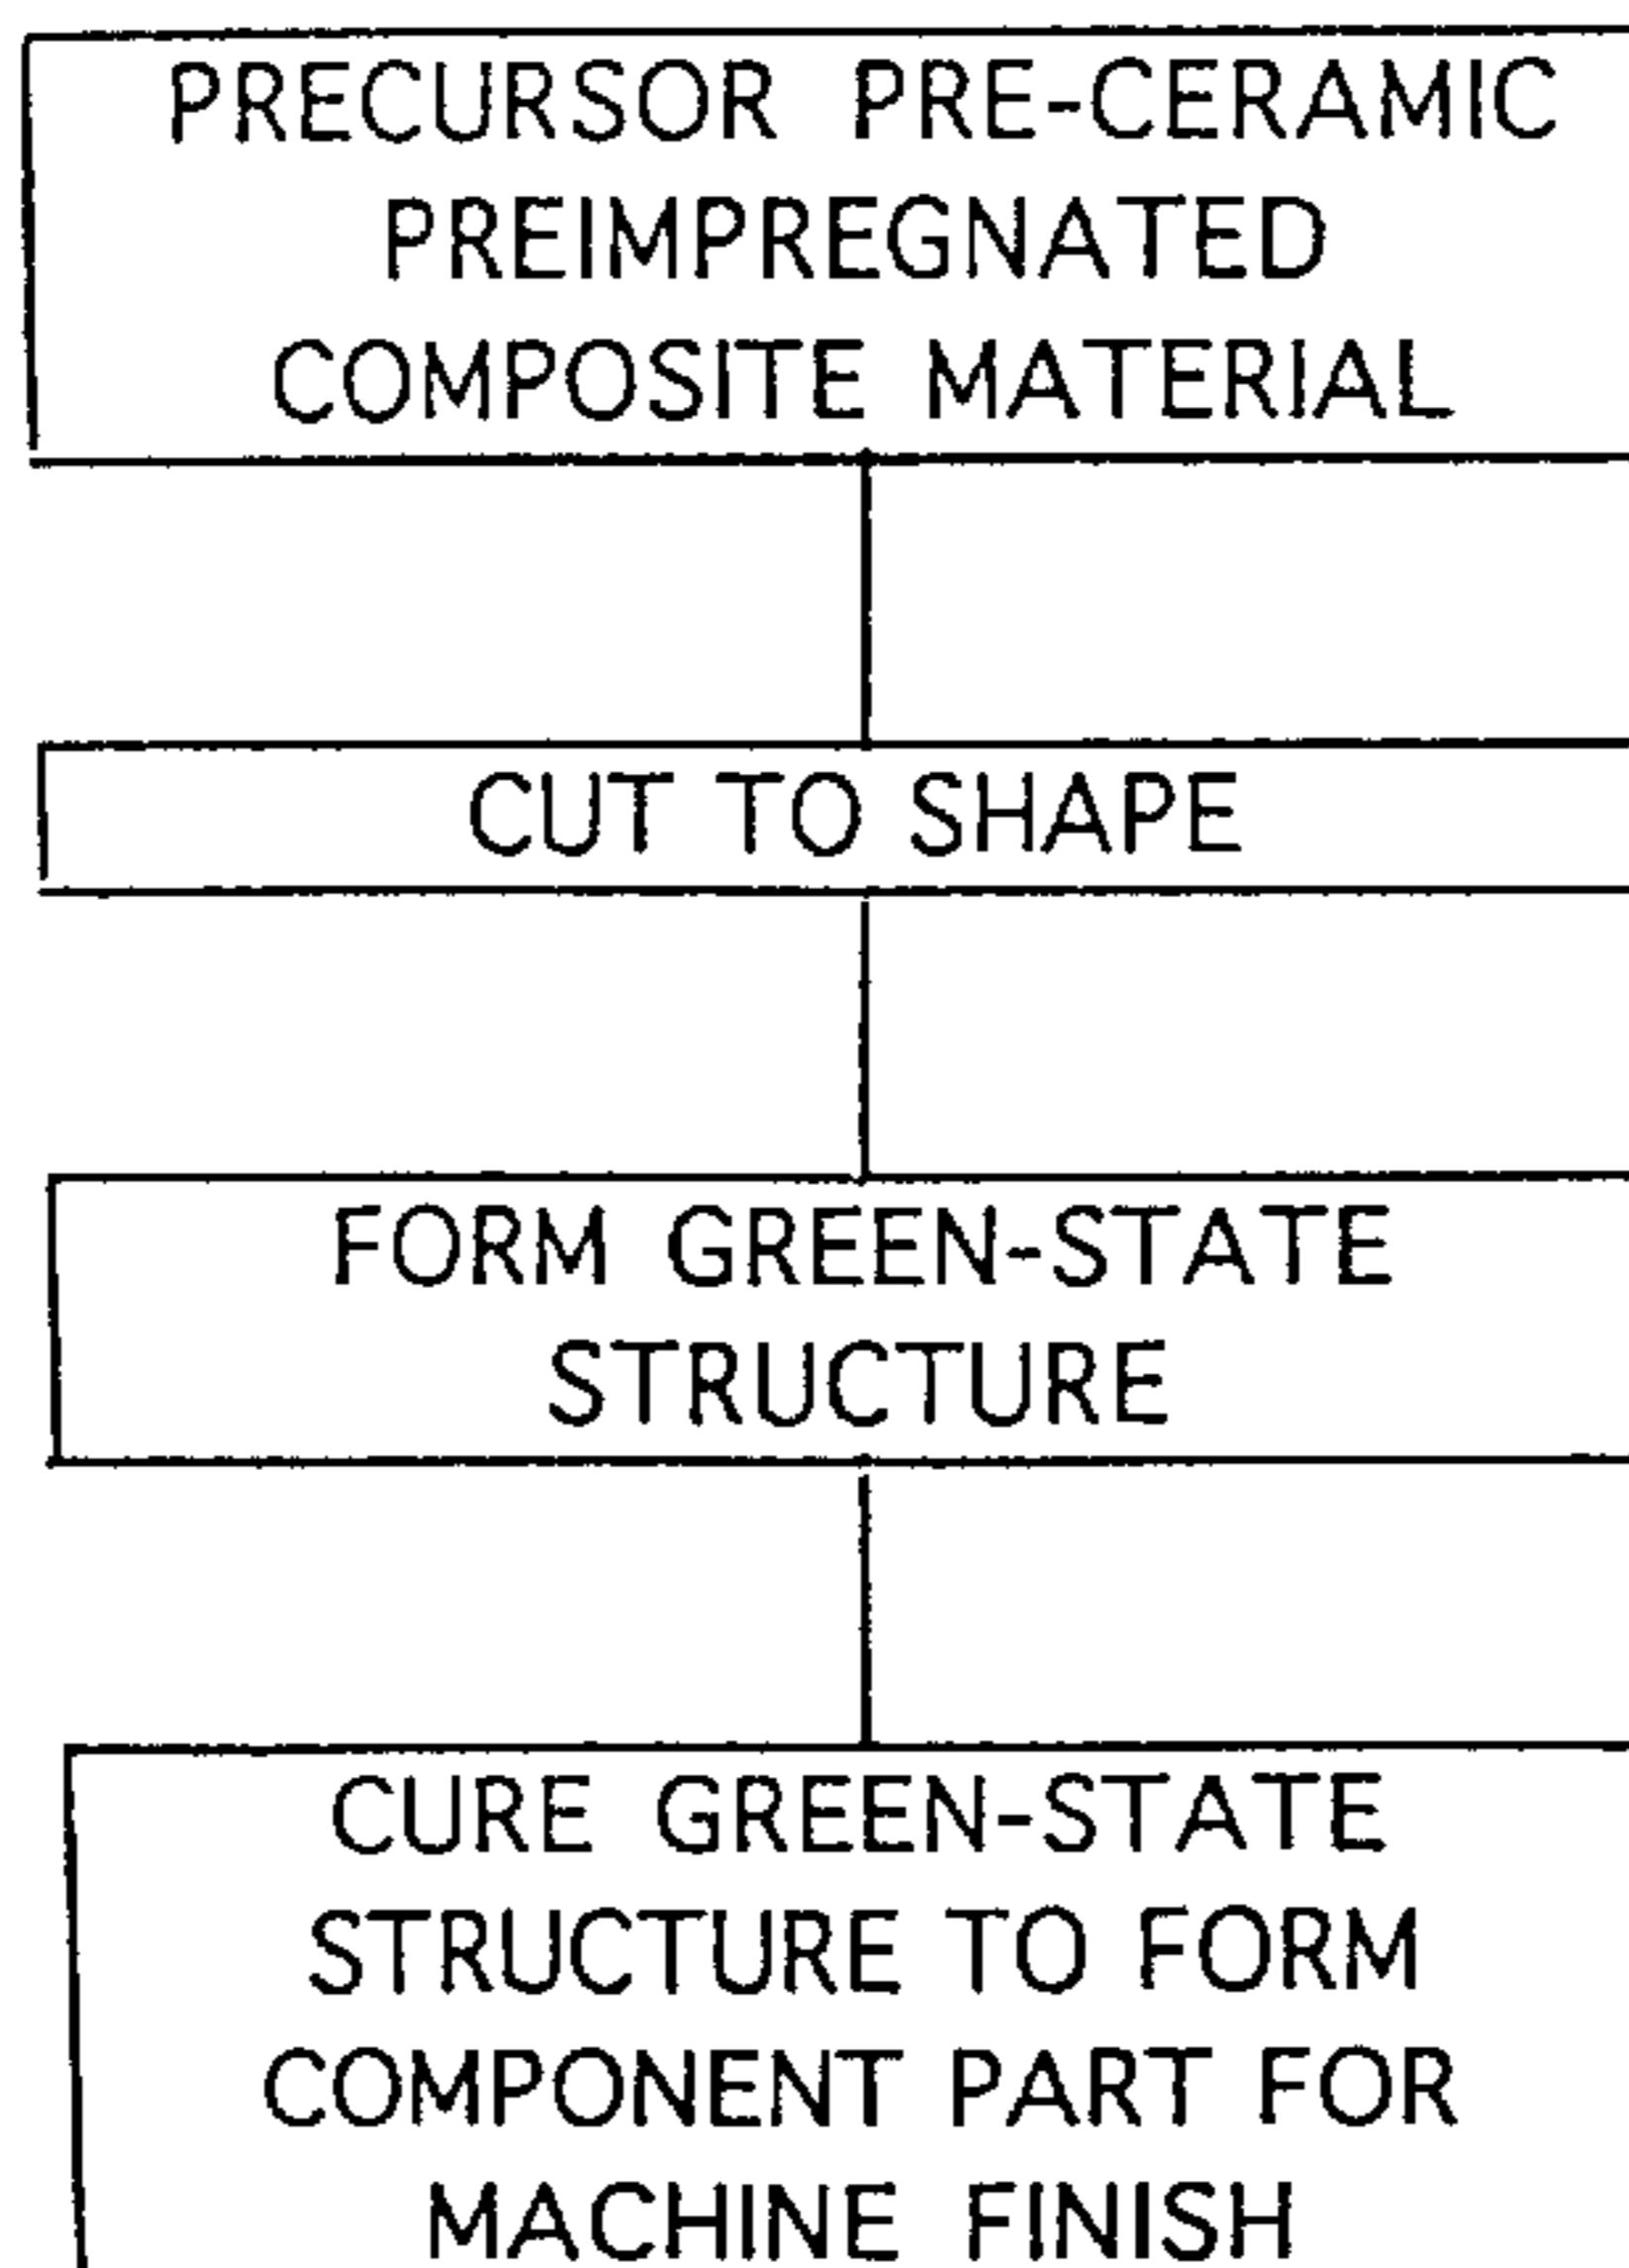 PRECURSOR PRE-CERAMIC
PREIMPREGNATED
COMPOSITE MATERIAL
CUT TO SHAPE
FORM GREEN-STATE
STRUCTURE
CURE GREEN-STATE
STRUCTURE TO FORM
COMPONENT PART FOR
MACHINE FINISH